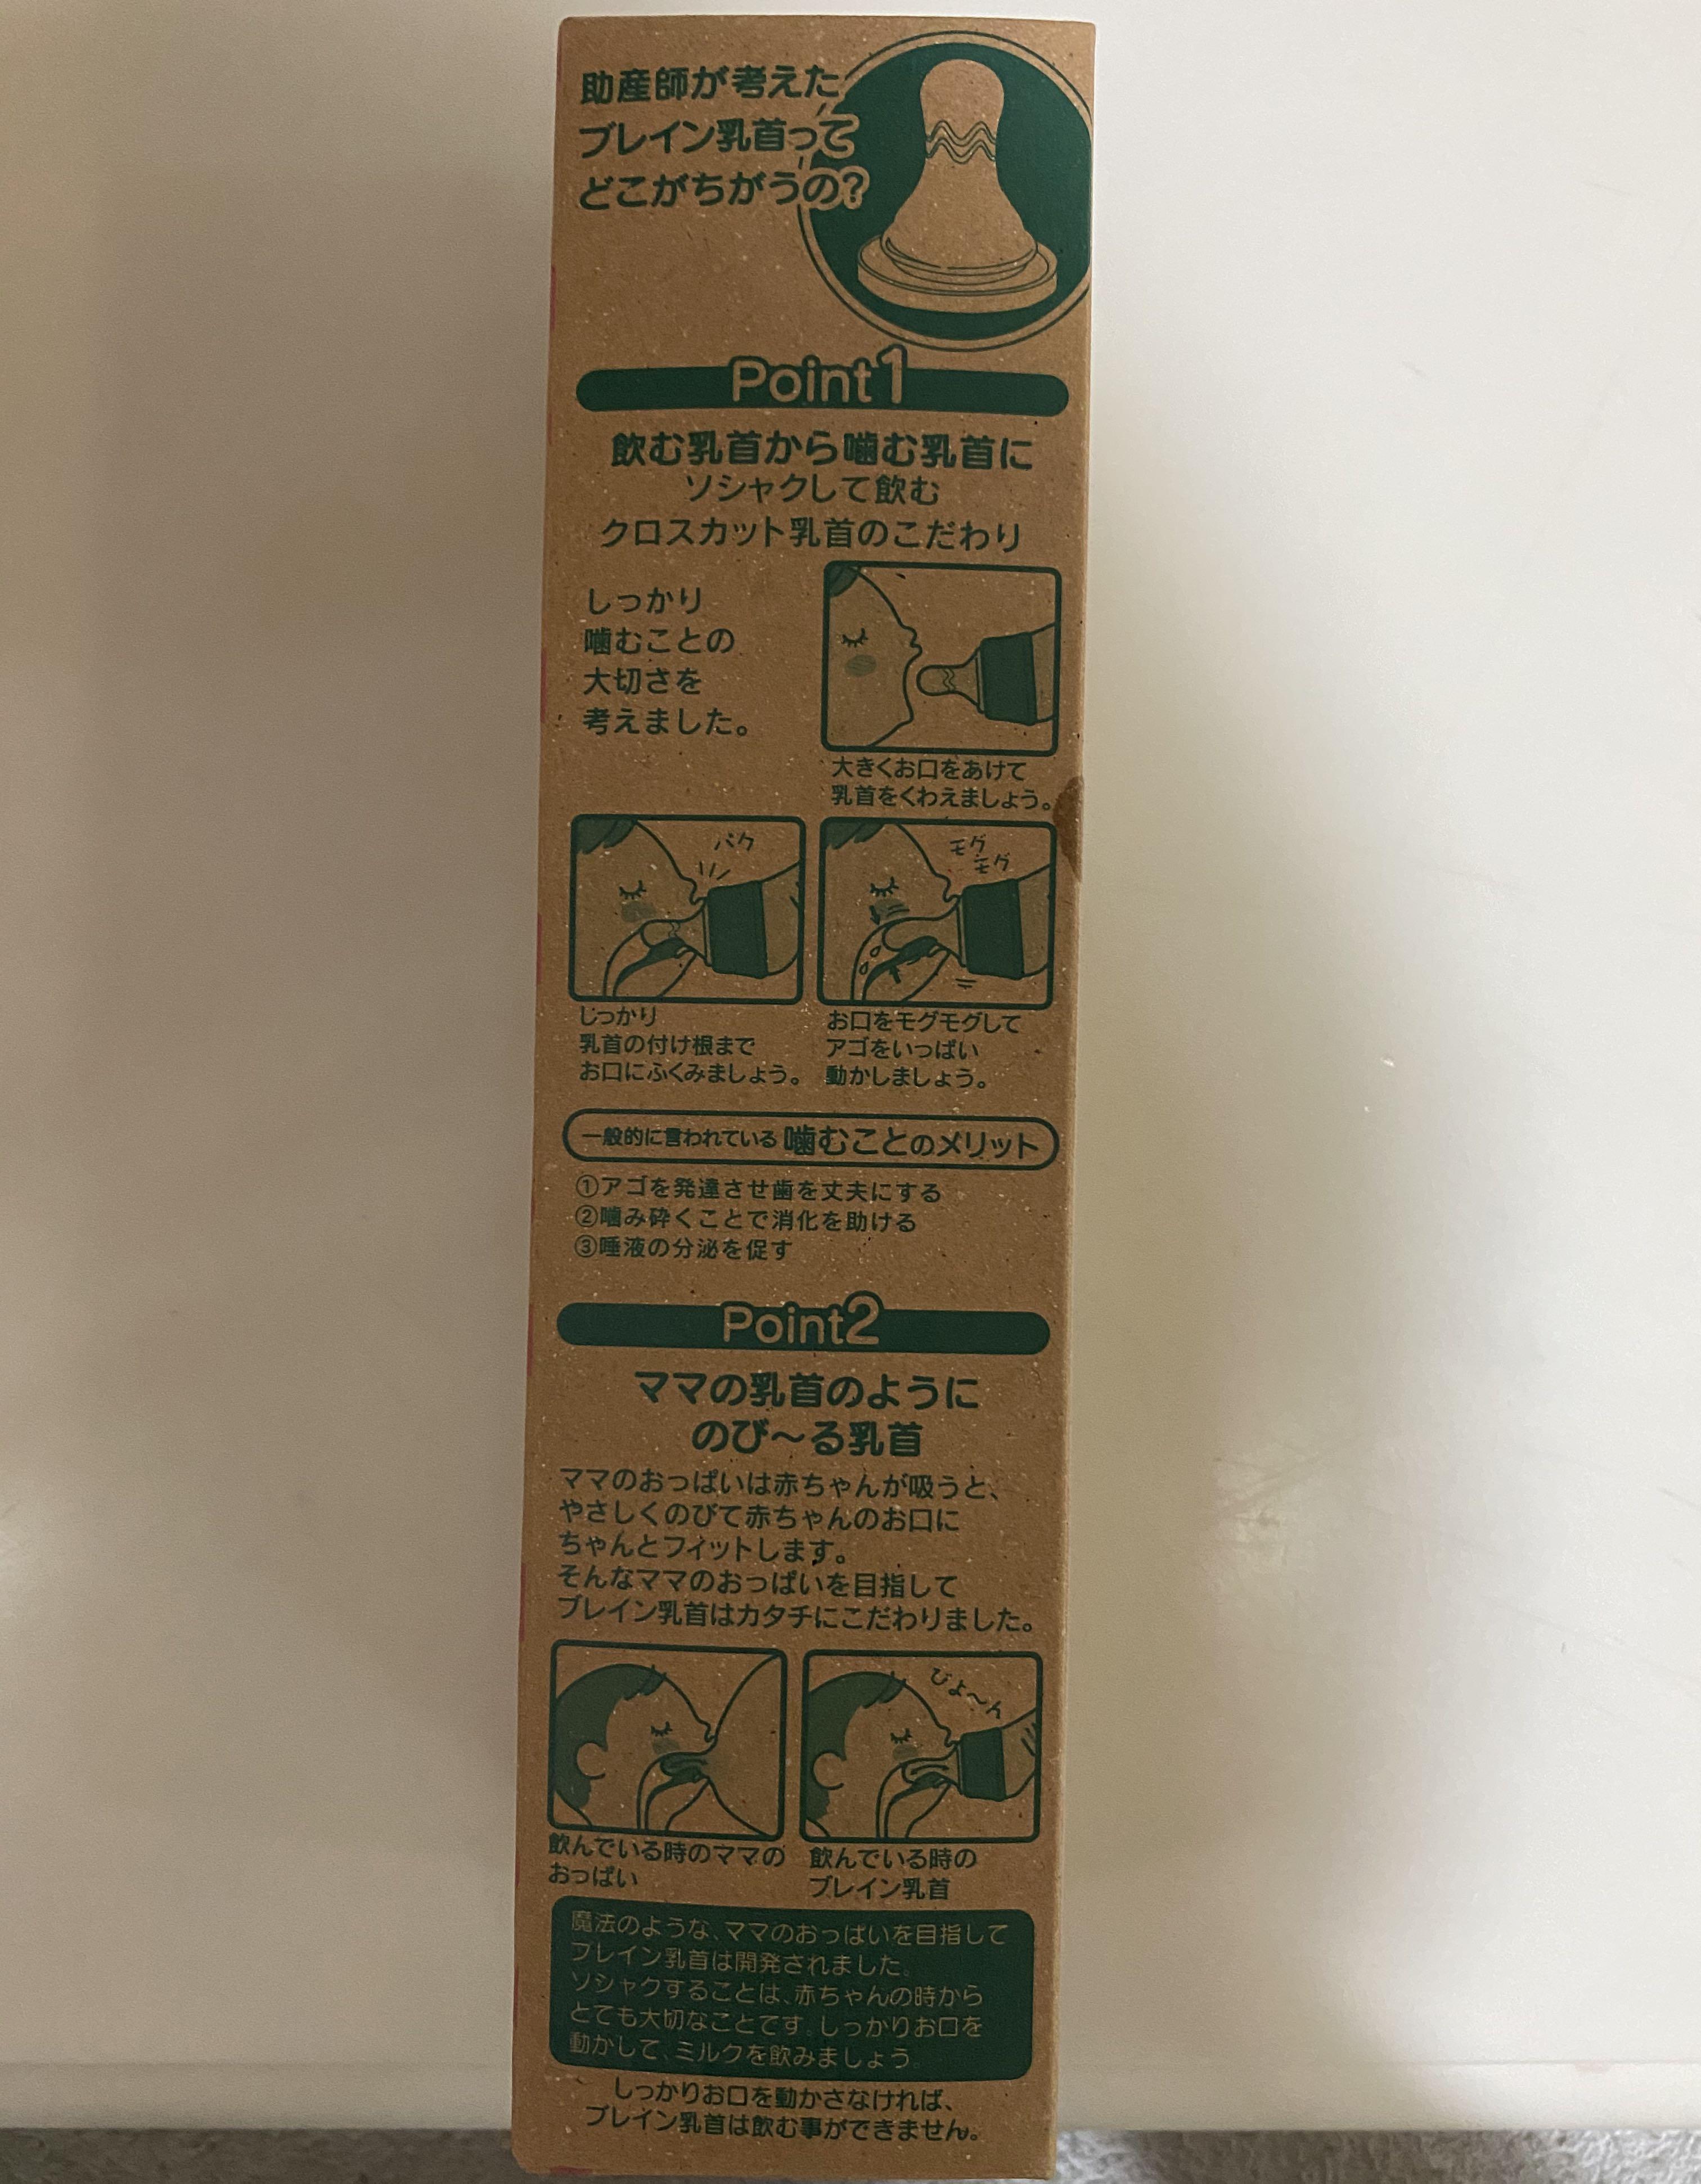 助産師が考えた
ブレイン乳首って
どこがちがうの?
Point1
飲む乳首から噛む乳首に
ソシャクして飲む
クロスカット乳首のこだわり
しっかり
噛むことの
大切さを
考えました。
大きくお口をあけて
乳首をくわえましょう。
パク
モグ
モグ
しっかり
乳首の付け根まで
お口にふくみましょう。
お口をモグモグして
アゴをいっぱい
動かしましょう。
一般的に言われている 噛むことのメリット
①アゴを発達させ歯を丈夫にする
②噛み砕くことで消化を助ける
③唾液の分泌を促す
Point2
ママの乳首のように
のび〜る乳首
ママのおっぱいは赤ちゃんが吸うと、
やさしくのびて赤ちゃんのお口に
ちゃんとフィットします。
そんなママのおっぱいを目指して
ブレイン乳首はカタチにこだわりました。
びよ〜ん
飲んでいる時のママの
おっぱい
飲んでいる時の
ブレイン乳首
魔法のような、ママのおっぱいを目指して
ブレイン乳首は開発されました。
ソシャクすることは、赤ちゃんの時から
とても大切なことです。しっかりお口を
動かして、ミルクを飲みましょう。
しっかりお口を動かさなければ、
ブレイン乳首は飲む事ができません。